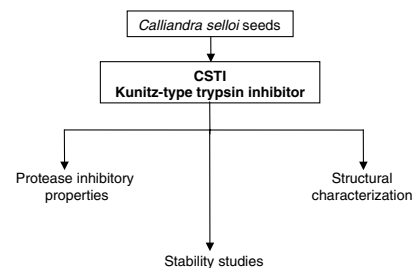 Calliandra selloi seeds
CSTI
Kunitz-type trypsin inhibitor
Protease inhibitory
properties
Structural
characterization
Stability studies